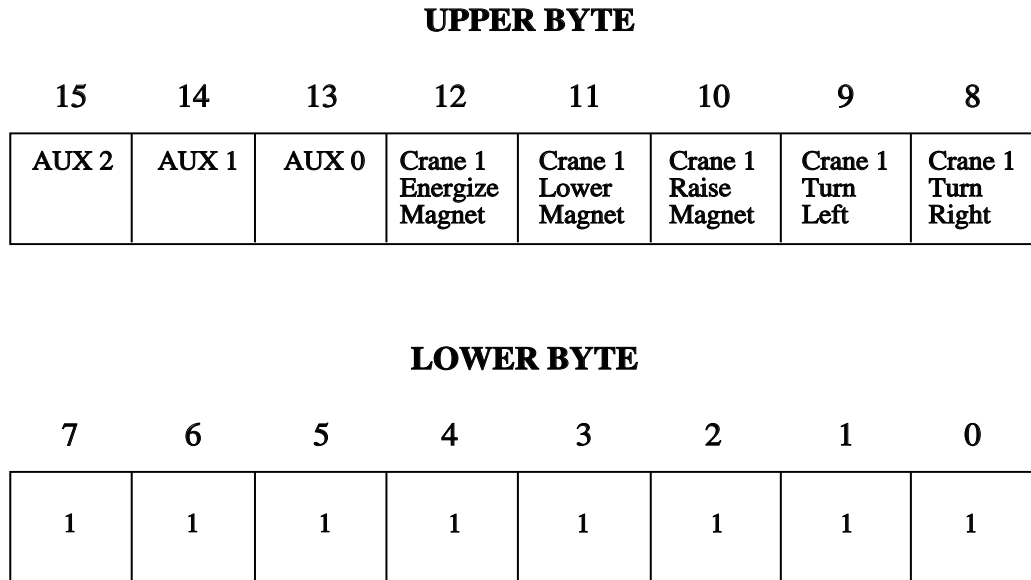 UPPER BYTE
15 14 13 12 11 10 9 8
AUX 2 AUX 1 AUX 0 Crane 1 Crane 1 Crane 1 Crane 1 Crane 1
Energize Lower Raise Turn Turn
Magnet Magnet Magnet Left Right
LOWER BYTE
7 6 5 4 3 2 1 0
1 1 1 1 1 1 1 1